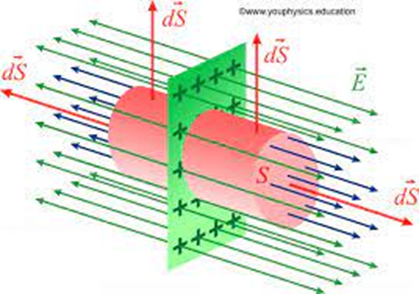 ©www.youphysics.education
dS⃗
dS⃗
dS⃗
E⃗
+ + + +
+ +
+ +
S
dS⃗
+ +
+ + + +